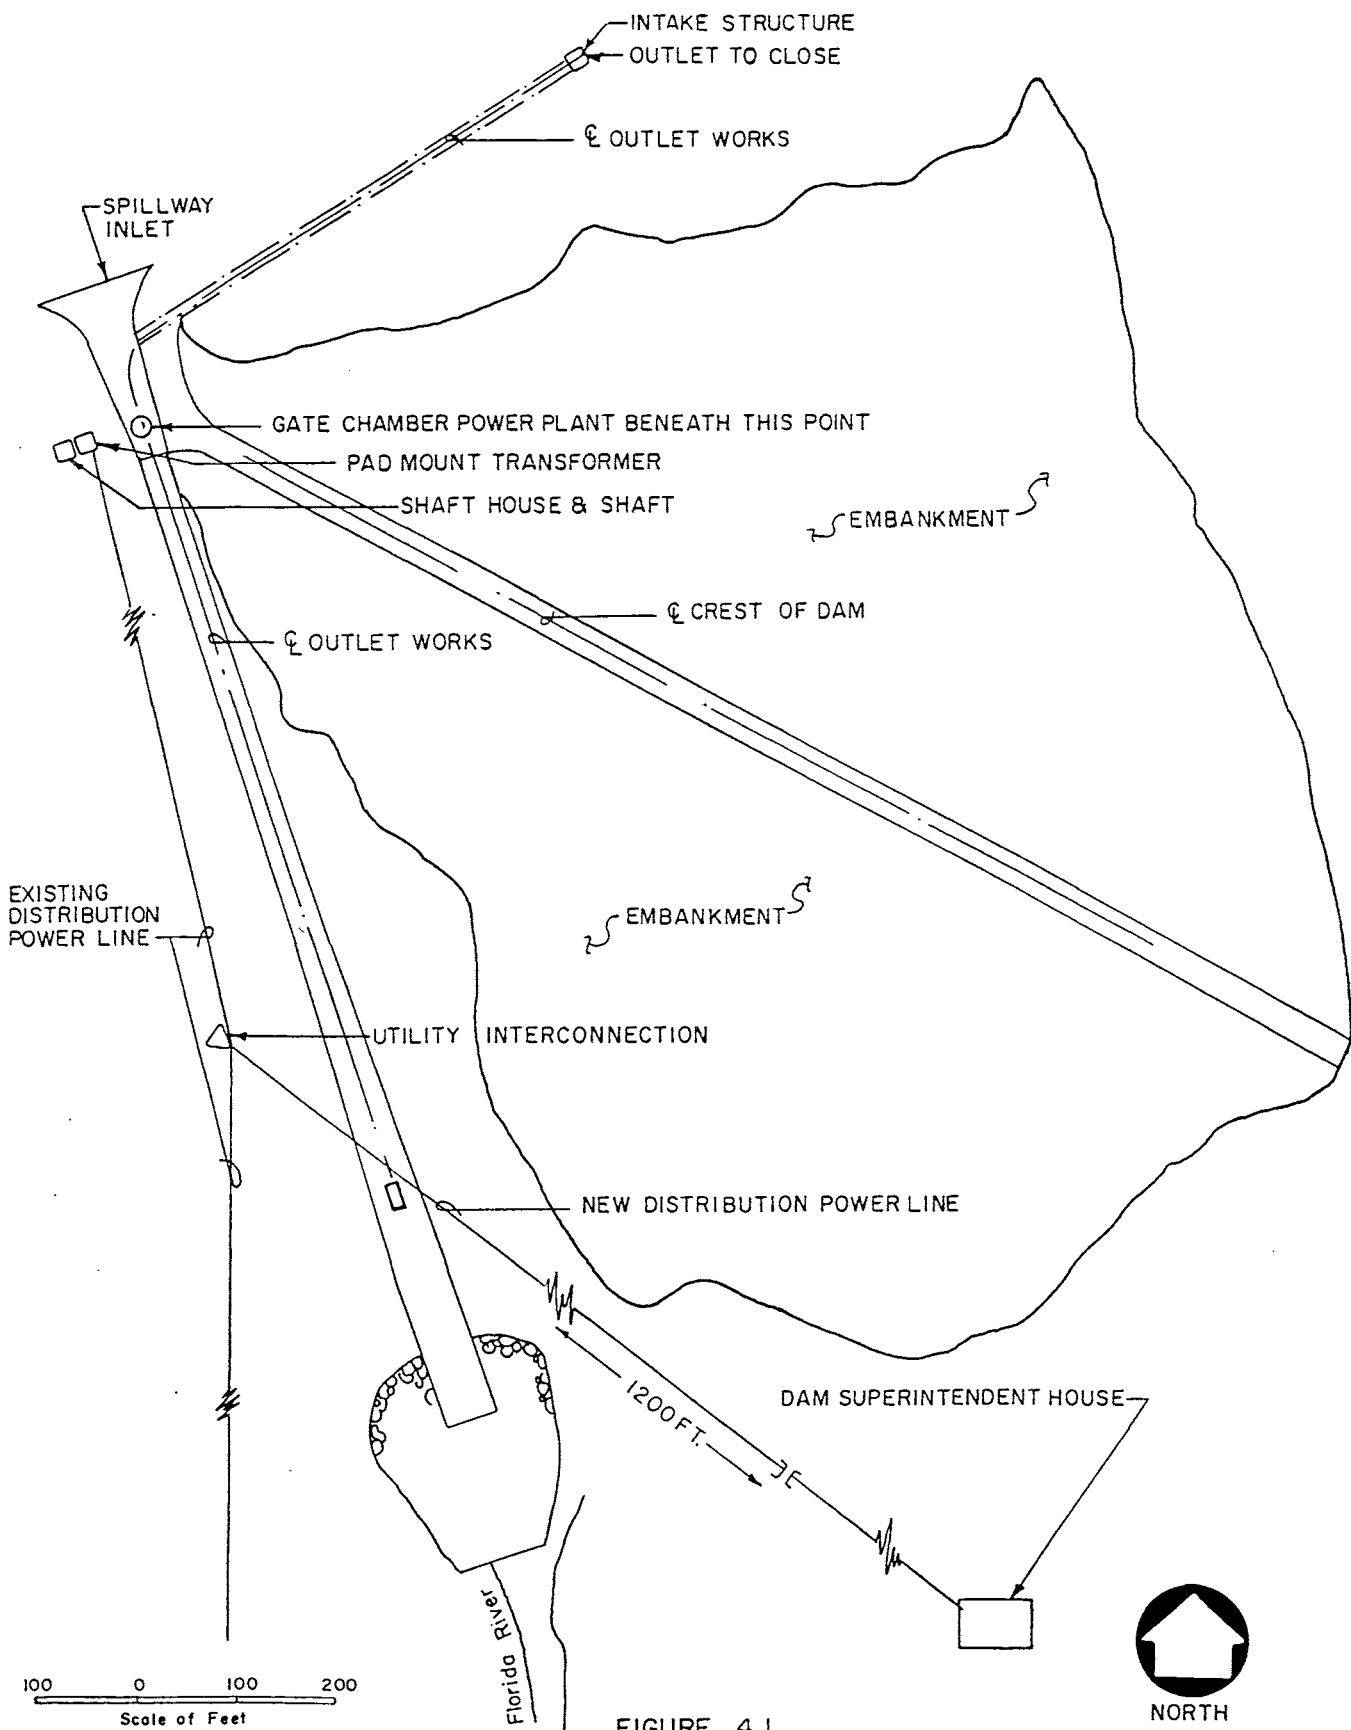 INTAKE STRUCTURE
OUTLET TO CLOSE
℄ OUTLET WORKS
SPILLWAY
INLET
GATE CHAMBER POWER PLANT BENEATH THIS POINT
PAD MOUNT TRANSFORMER
SHAFT HOUSE & SHAFT
EMBANKMENT
℄ CREST OF DAM
℄ OUTLET WORKS
EXISTING
DISTRIBUTION
POWER LINE
EMBANKMENT
UTILITY INTERCONNECTION
NEW DISTRIBUTION POWER LINE
1200 FT.
DAM SUPERINTENDENT HOUSE
Florida River
100 0 100 200
Scale of Feet
NORTH
FIGURE 4.1